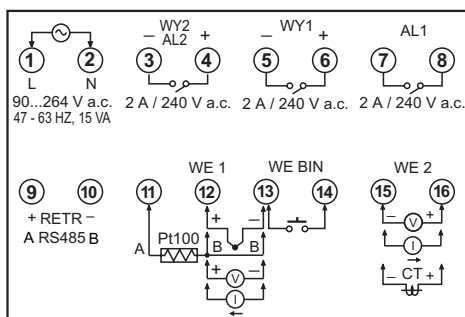 WY2 WY1 AL1
– AL2 + – +
1 2 3 4 5 6 7 8
L N
90...264 V a.c. 2 A / 240 V a.c. 2 A / 240 V a.c. 2 A / 240 V a.c.
47 - 63 HZ, 15 VA
WE 1 WE BIN WE 2
9 10 11 12 13 14 15 16
+ RETR – + – – V +
A RS485 B Pt100 I
A B B – CT +
+ V –
I